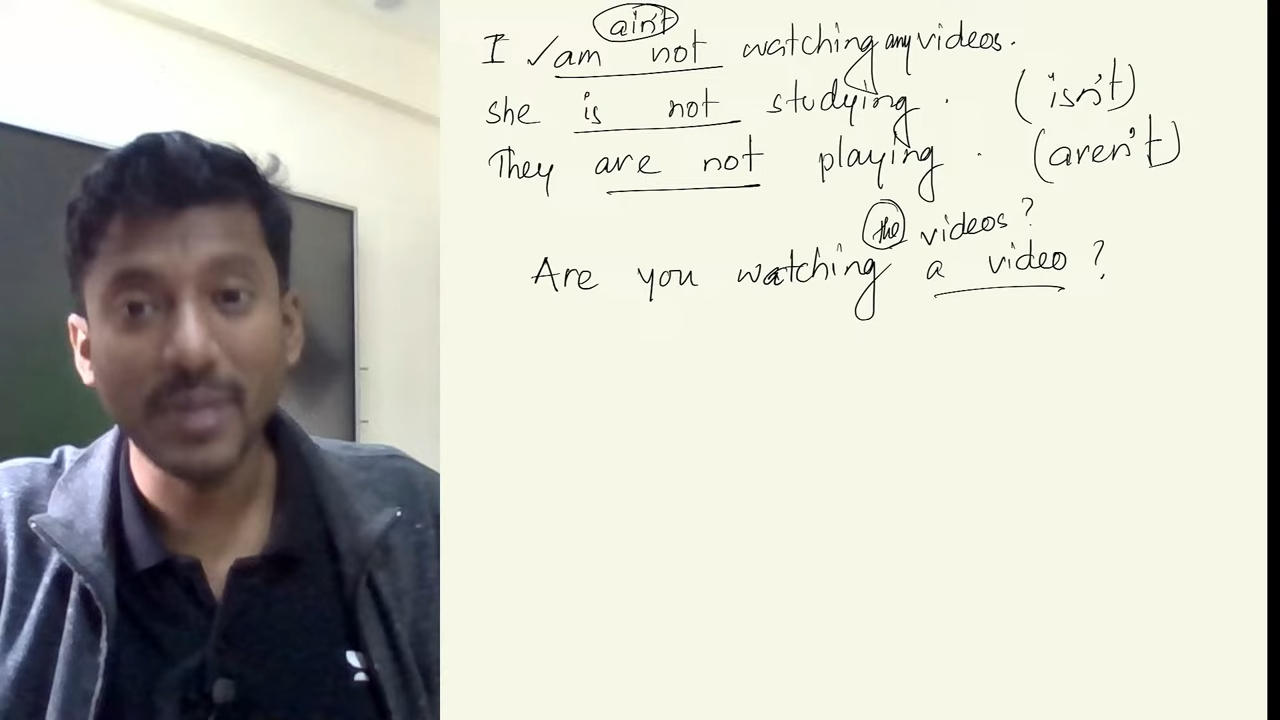 ain't
I ✓am not watching any videos.
she is not studying. (isn't)
They are not playing. (aren't)
the videos?
Are you watching a video?